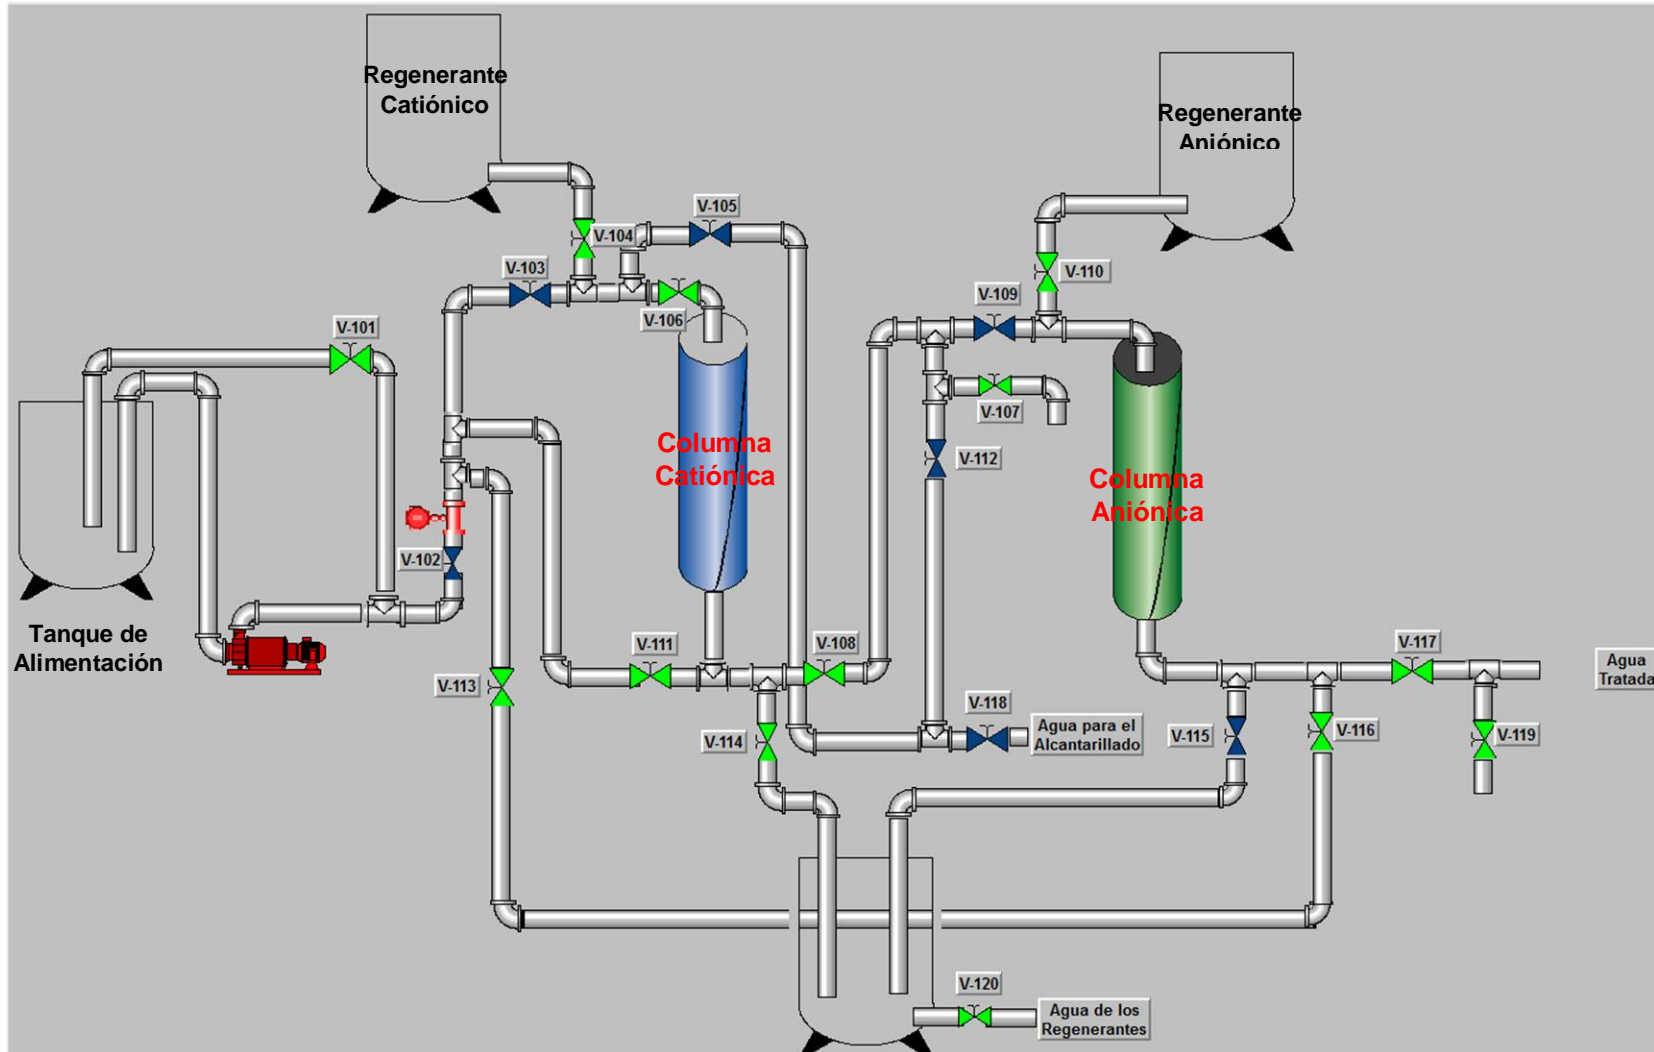 Regenerante
Catiónico
Regenerante
Aniónico
V-105
V-104
V-103
V-110
V-109
V-106
V-101
V-107
Columna
Catiónica
V-112
Columna
Aniónica
V-102
Tanque de
Alimentación
V-111
V-108
V-117
Agua
Tratada
V-113
V-118
Agua para el
Alcantarillado
V-114
V-115
V-116
V-119
V-120
Agua de los
Regenerantes